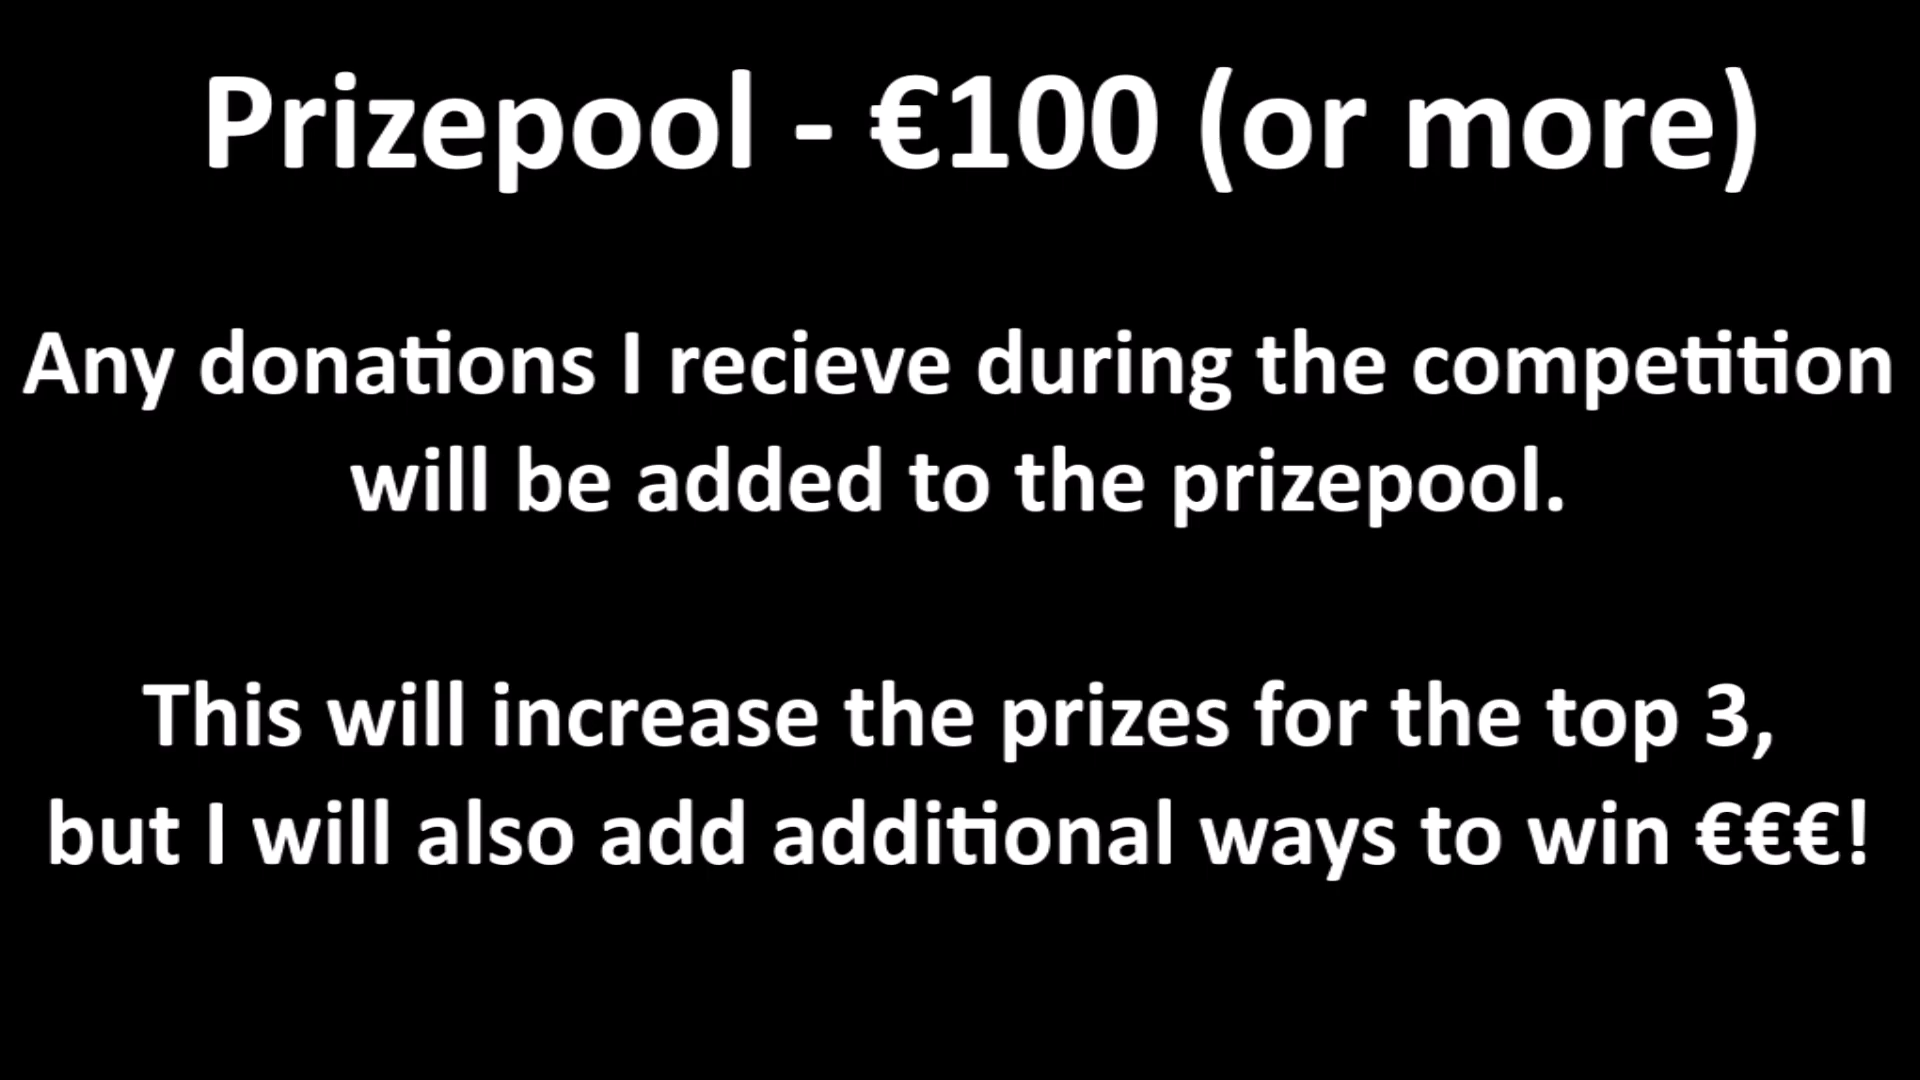 Prizepool - €100 (or more)
Any donations I recieve during the competition
will be added to the prizepool.
This will increase the prizes for the top 3,
but I will also add additional ways to win €€€!